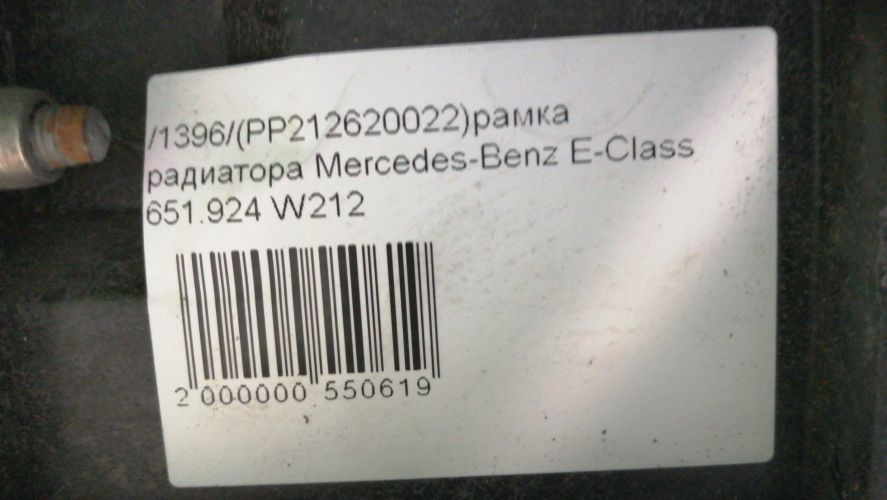 /1396/(PP212620022)рамка
радиатора Mercedes-Benz E-Class
651.924 W212
2 000000 550619